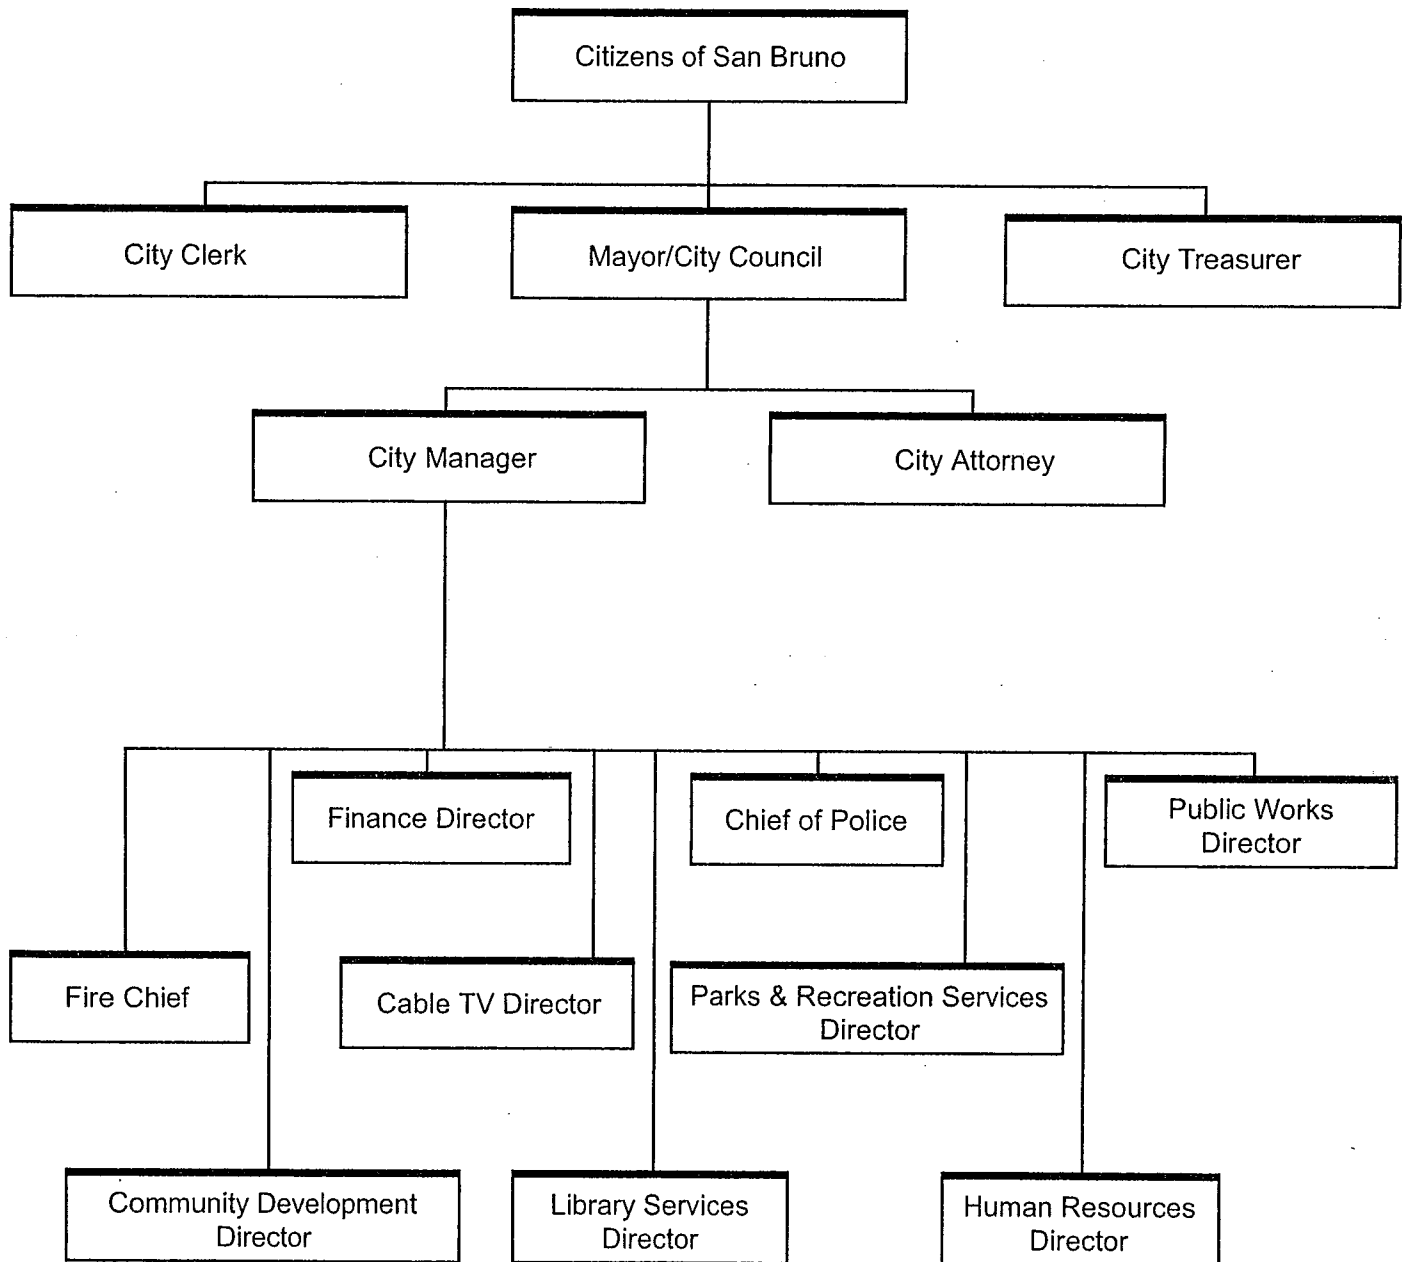 Citizens of San Bruno
City Clerk
Mayor/City Council
City Treasurer
City Manager
City Attorney
Finance Director
Chief of Police
Public Works
Director
Fire Chief
Cable TV Director
Parks & Recreation Services
Director
Community Development
Director
Library Services
Director
Human Resources
Director